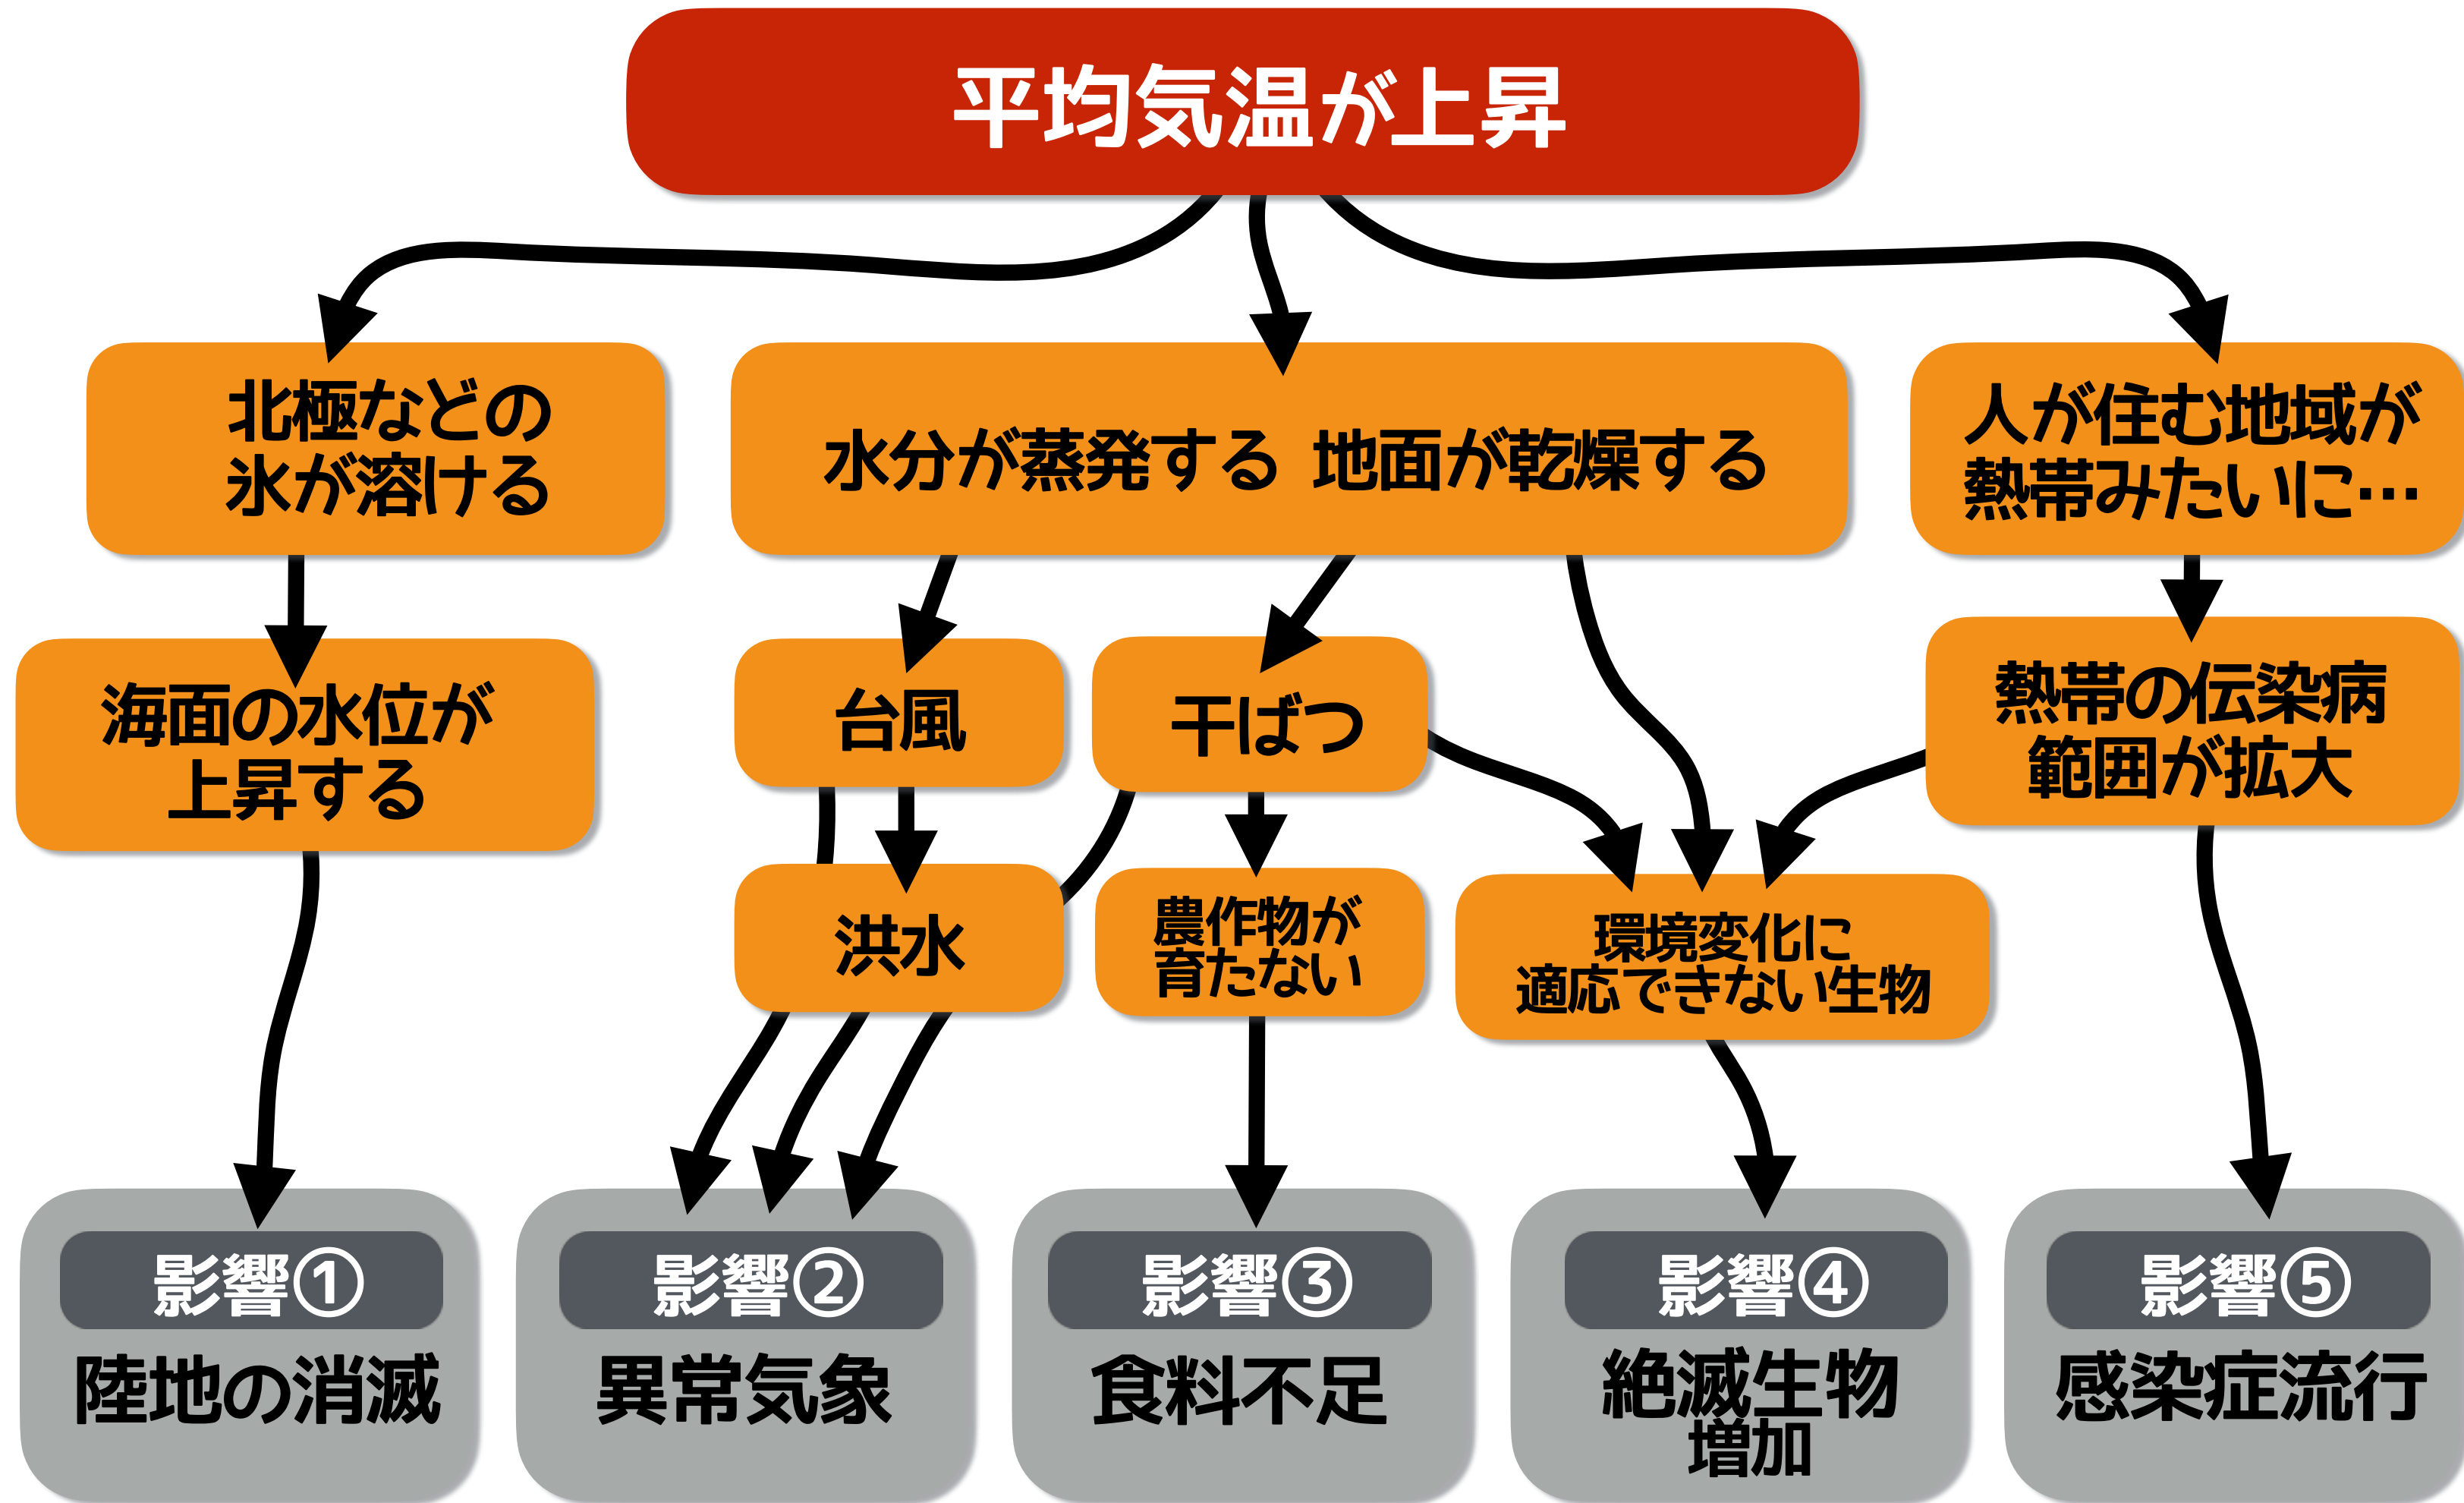 平均気温が上昇
北極などの
氷が溶ける
水分が蒸発する 地面が乾燥する
人が住む地域が
熱帯みたいに…
海面の水位が
上昇する
台風
干ばつ
熱帯の伝染病
範囲が拡大
洪水
農作物が
育たない
環境変化に
適応できない生物
影響①
陸地の消滅
影響②
異常気象
影響③
食料不足
影響④
絶滅生物
増加
影響⑤
感染症流行